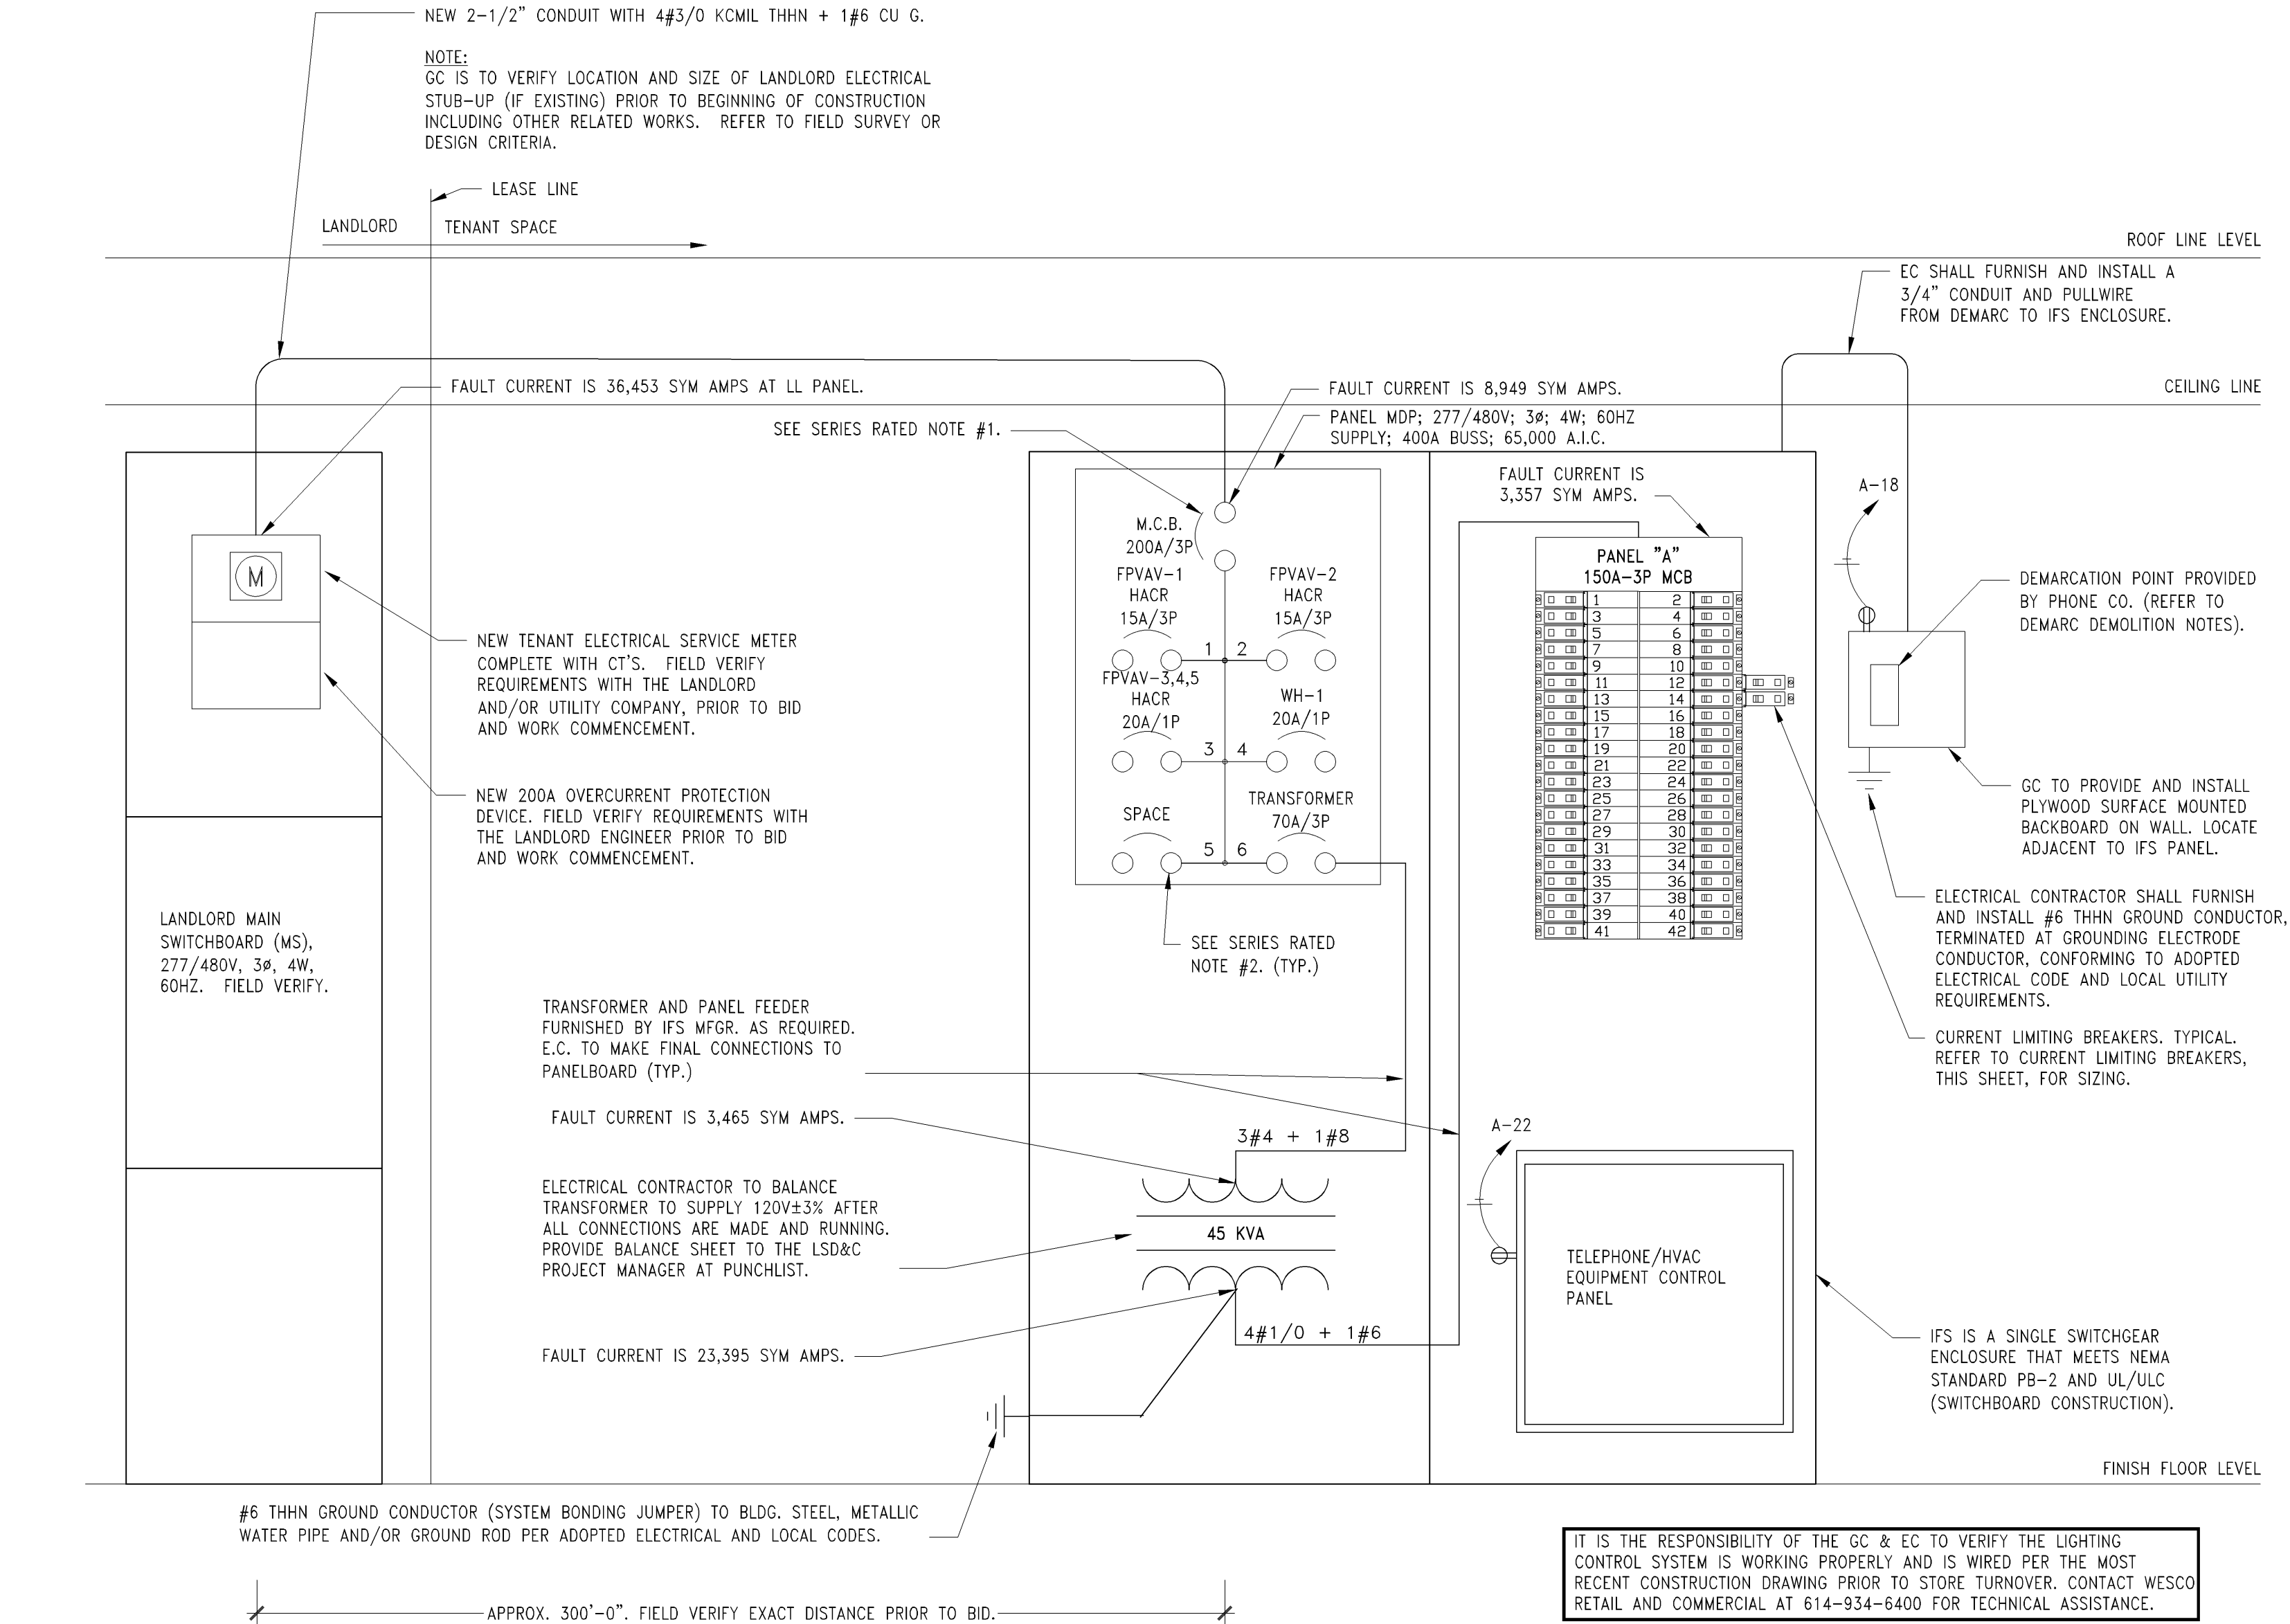 NEW 2-1/2" CONDUIT WITH 4#3/0 KCMIL THHN + 1#6 CU G.
NOTE:
GC IS TO VERIFY LOCATION AND SIZE OF LANDLORD ELECTRICAL
STUB-UP (IF EXISTING) PRIOR TO BEGINNING OF CONSTRUCTION
INCLUDING OTHER RELATED WORKS. REFER TO FIELD SURVEY OR
DESIGN CRITERIA.
LEASE LINE
LANDLORD
TENANT SPACE
ROOF LINE LEVEL
EC SHALL FURNISH AND INSTALL A
3/4" CONDUIT AND PULLWIRE
FROM DEMARC TO IFS ENCLOSURE.
FAULT CURRENT IS 36,453 SYM AMPS AT LL PANEL.
FAULT CURRENT IS 8,949 SYM AMPS.
CEILING LINE
SEE SERIES RATED NOTE #1.
PANEL MDP; 277/480V; 3ø; 4W; 60HZ
SUPPLY; 400A BUSS; 65,000 A.I.C.
FAULT CURRENT IS
3,357 SYM AMPS.
A-18
M.C.B.
200A/3P
PANEL "A"
150A-3P MCB
M
FPVAV-1
HACR
15A/3P
FPVAV-2
HACR
15A/3P
1 2
FPVAV-3,4,5
HACR
20A/1P
WH-1
20A/1P
3 4
SPACE
TRANSFORMER
70A/3P
5 6
1 2
3 4
5 6
7 8
9 10
11 12
13 14
15 16
17 18
19 20
21 22
23 24
25 26
27 28
29 30
31 32
33 34
35 36
37 38
39 40
41 42
DEMARCATION POINT PROVIDED
BY PHONE CO. (REFER TO
DEMARC DEMOLITION NOTES).
NEW TENANT ELECTRICAL SERVICE METER
COMPLETE WITH CT'S. FIELD VERIFY
REQUIREMENTS WITH THE LANDLORD
AND/OR UTILITY COMPANY, PRIOR TO BID
AND WORK COMMENCEMENT.
NEW 200A OVERCURRENT PROTECTION
DEVICE. FIELD VERIFY REQUIREMENTS WITH
THE LANDLORD ENGINEER PRIOR TO BID
AND WORK COMMENCEMENT.
GC TO PROVIDE AND INSTALL
PLYWOOD SURFACE MOUNTED
BACKBOARD ON WALL. LOCATE
ADJACENT TO IFS PANEL.
LANDLORD MAIN
SWITCHBOARD (MS),
277/480V, 3ø, 4W,
60HZ. FIELD VERIFY.
SEE SERIES RATED
NOTE #2. (TYP.)
ELECTRICAL CONTRACTOR SHALL FURNISH
AND INSTALL #6 THHN GROUND CONDUCTOR,
TERMINATED AT GROUNDING ELECTRODE
CONDUCTOR, CONFORMING TO ADOPTED
ELECTRICAL CODE AND LOCAL UTILITY
REQUIREMENTS.
TRANSFORMER AND PANEL FEEDER
FURNISHED BY IFS MFGR. AS REQUIRED.
E.C. TO MAKE FINAL CONNECTIONS TO
PANELBOARD (TYP.)
CURRENT LIMITING BREAKERS. TYPICAL.
REFER TO CURRENT LIMITING BREAKERS,
THIS SHEET, FOR SIZING.
FAULT CURRENT IS 3,465 SYM AMPS.
3#4 + 1#8
A-22
ELECTRICAL CONTRACTOR TO BALANCE
TRANSFORMER TO SUPPLY 120V±3% AFTER
ALL CONNECTIONS ARE MADE AND RUNNING.
PROVIDE BALANCE SHEET TO THE LSD&C
PROJECT MANAGER AT PUNCHLIST.
45 KVA
TELEPHONE/HVAC
EQUIPMENT CONTROL
PANEL
FAULT CURRENT IS 23,395 SYM AMPS.
4#1/0 + 1#6
IFS IS A SINGLE SWITCHGEAR
ENCLOSURE THAT MEETS NEMA
STANDARD PB-2 AND UL/ULC
(SWITCHBOARD CONSTRUCTION).
FINISH FLOOR LEVEL
#6 THHN GROUND CONDUCTOR (SYSTEM BONDING JUMPER) TO BLDG. STEEL, METALLIC
WATER PIPE AND/OR GROUND ROD PER ADOPTED ELECTRICAL AND LOCAL CODES.
IT IS THE RESPONSIBILITY OF THE GC & EC TO VERIFY THE LIGHTING
CONTROL SYSTEM IS WORKING PROPERLY AND IS WIRED PER THE MOST
RECENT CONSTRUCTION DRAWING PRIOR TO STORE TURNOVER. CONTACT WESCO
RETAIL AND COMMERCIAL AT 614-934-6400 FOR TECHNICAL ASSISTANCE.
APPROX. 300'-0". FIELD VERIFY EXACT DISTANCE PRIOR TO BID.